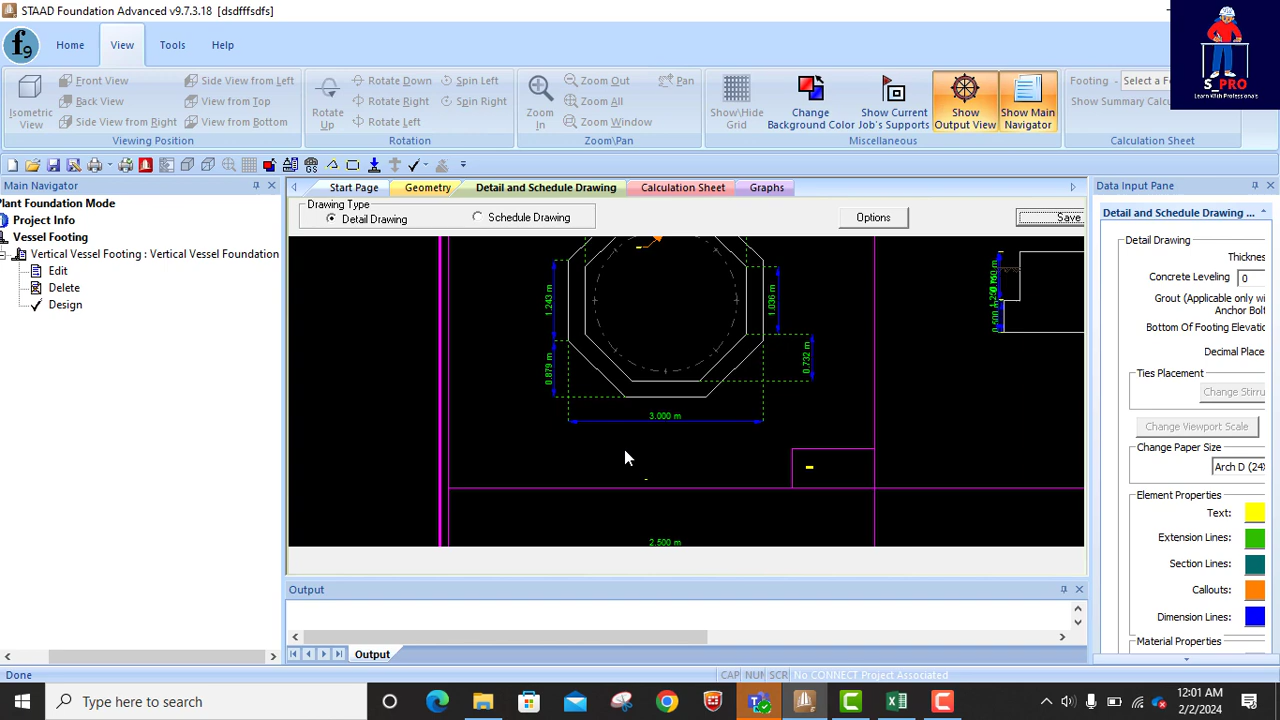 STAAD Foundation Advanced v9.7.3.18 [dsdfffsdfs]
Home View Tools Help
S_PRO
Learn With Professionals
Isometric View
Front View
Back View
Side View from Right
Side View from Left
View from Top
View from Bottom
Viewing Position
Rotate Up
Rotate Down
Rotate Right
Rotate Left
Spin Left
Spin Right
Rotation
Zoom In
Zoom Out
Zoom All
Zoom Window
Pan
Zoom\Pan
Show\Hide Grid
Change Background Color
Show Current Job's Supports
Show Output View
Show Main Navigator
Miscellaneous
Footing - Select a F
Show Summary Calcu
Calculation Sheet
Main Navigator
Plant Foundation Mode
Project Info
Vessel Footing
Vertical Vessel Footing : Vertical Vessel Foundation
Edit
Delete
Design
Start Page Geometry Detail and Schedule Drawing Calculation Sheet Graphs
Drawing Type
Detail Drawing Schedule Drawing
Options
Save
1.243 m
0.879 m
1.036 m
0.732 m
3.000 m
2.500 m
Data Input Pane
Detail and Schedule Drawing ...
Detail Drawing
Thickness
Concrete Leveling 0
Grout (Applicable only wi
Anchor Bolt
Bottom Of Footing Elevatio
Decimal Place
Ties Placement
Change Stirru
Change Viewport Scale
Change Paper Size
Arch D (24
Element Properties
Text:
Extension Lines:
Section Lines:
Callouts:
Dimension Lines:
Material Properties
Output
Output
Done
CAP NUM SCR No CONNECT Project Associated
Type here to search
12:01 AM
2/2/2024